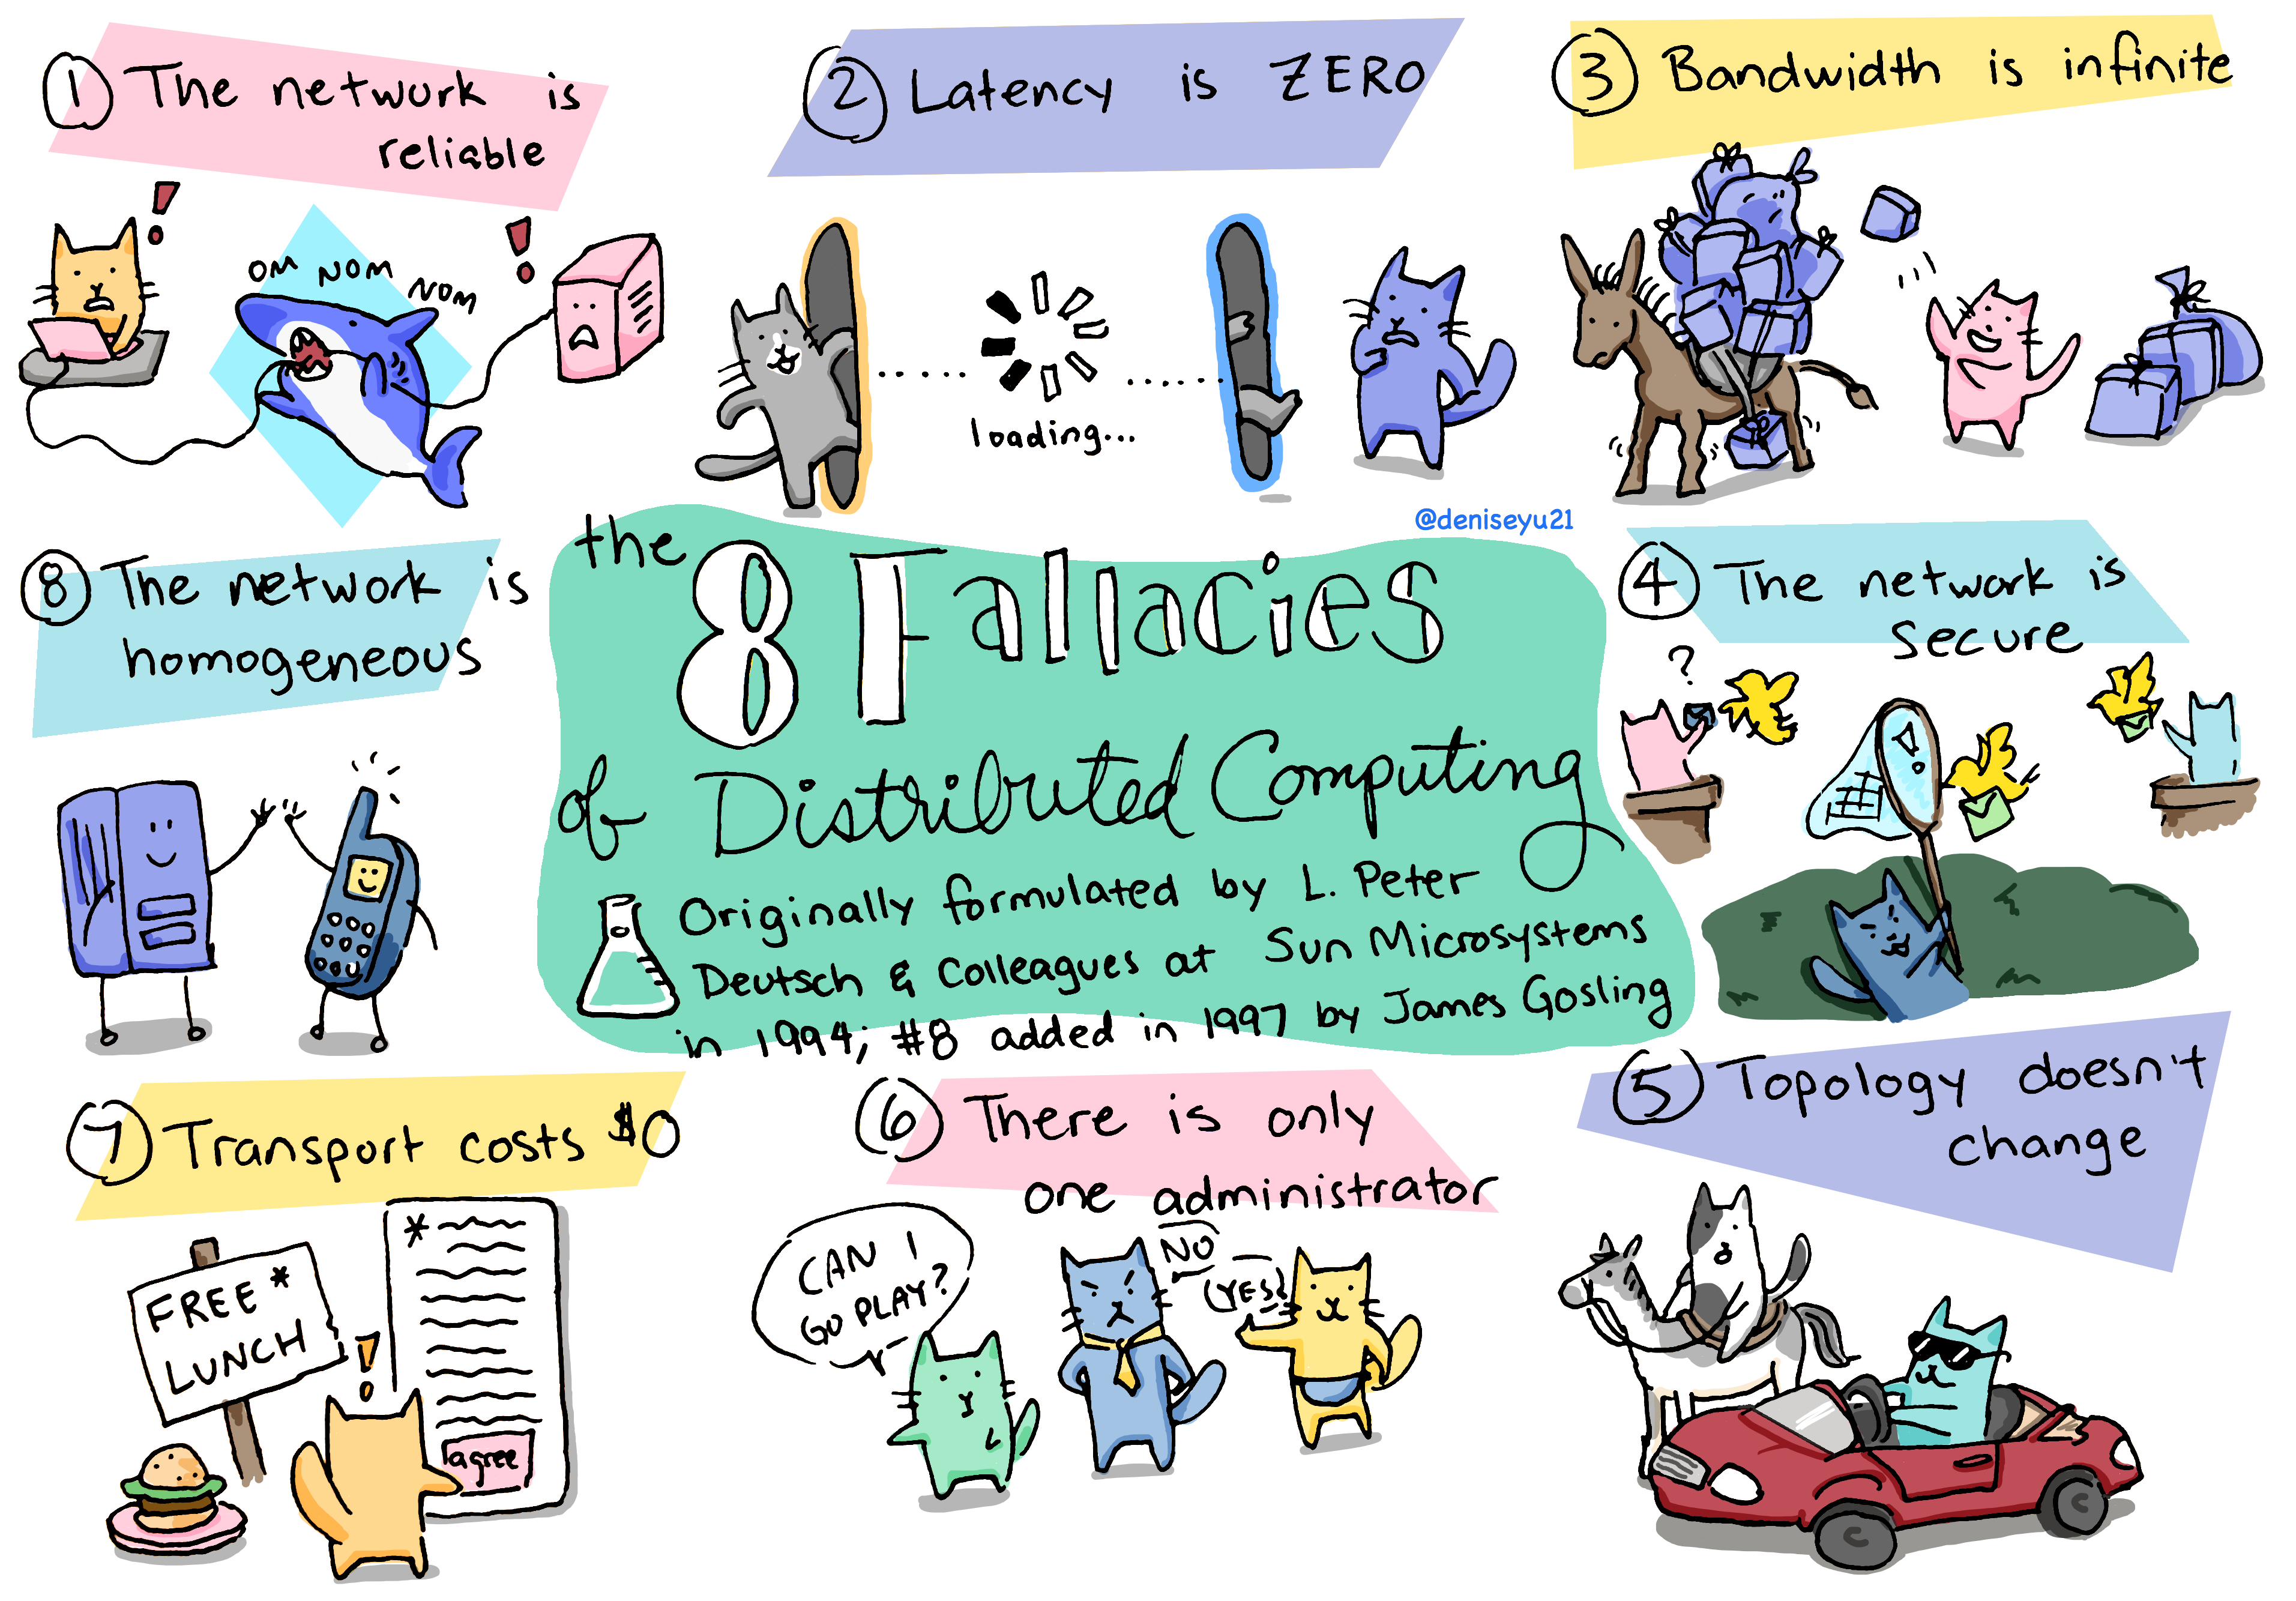 1 The network is
reliable
OM NOM NOM
!
!
2 Latency is ZERO
loading...
3 Bandwidth is infinite
@deniseyu21
the 8 Fallacies
of Distributed Computing
Originally formulated by L. Peter
Deutsch & Colleagues at Sun Microsystems
in 1994; #8 added in 1997 by James Gosling
4 The network is
secure
?
!
5 Topology doesn't
change
6 There is only
one administrator
CAN I
GO PLAY?
NO
(YES)
7 Transport costs $0
FREE*
LUNCH
!
*
agree
8 The network is
homogeneous